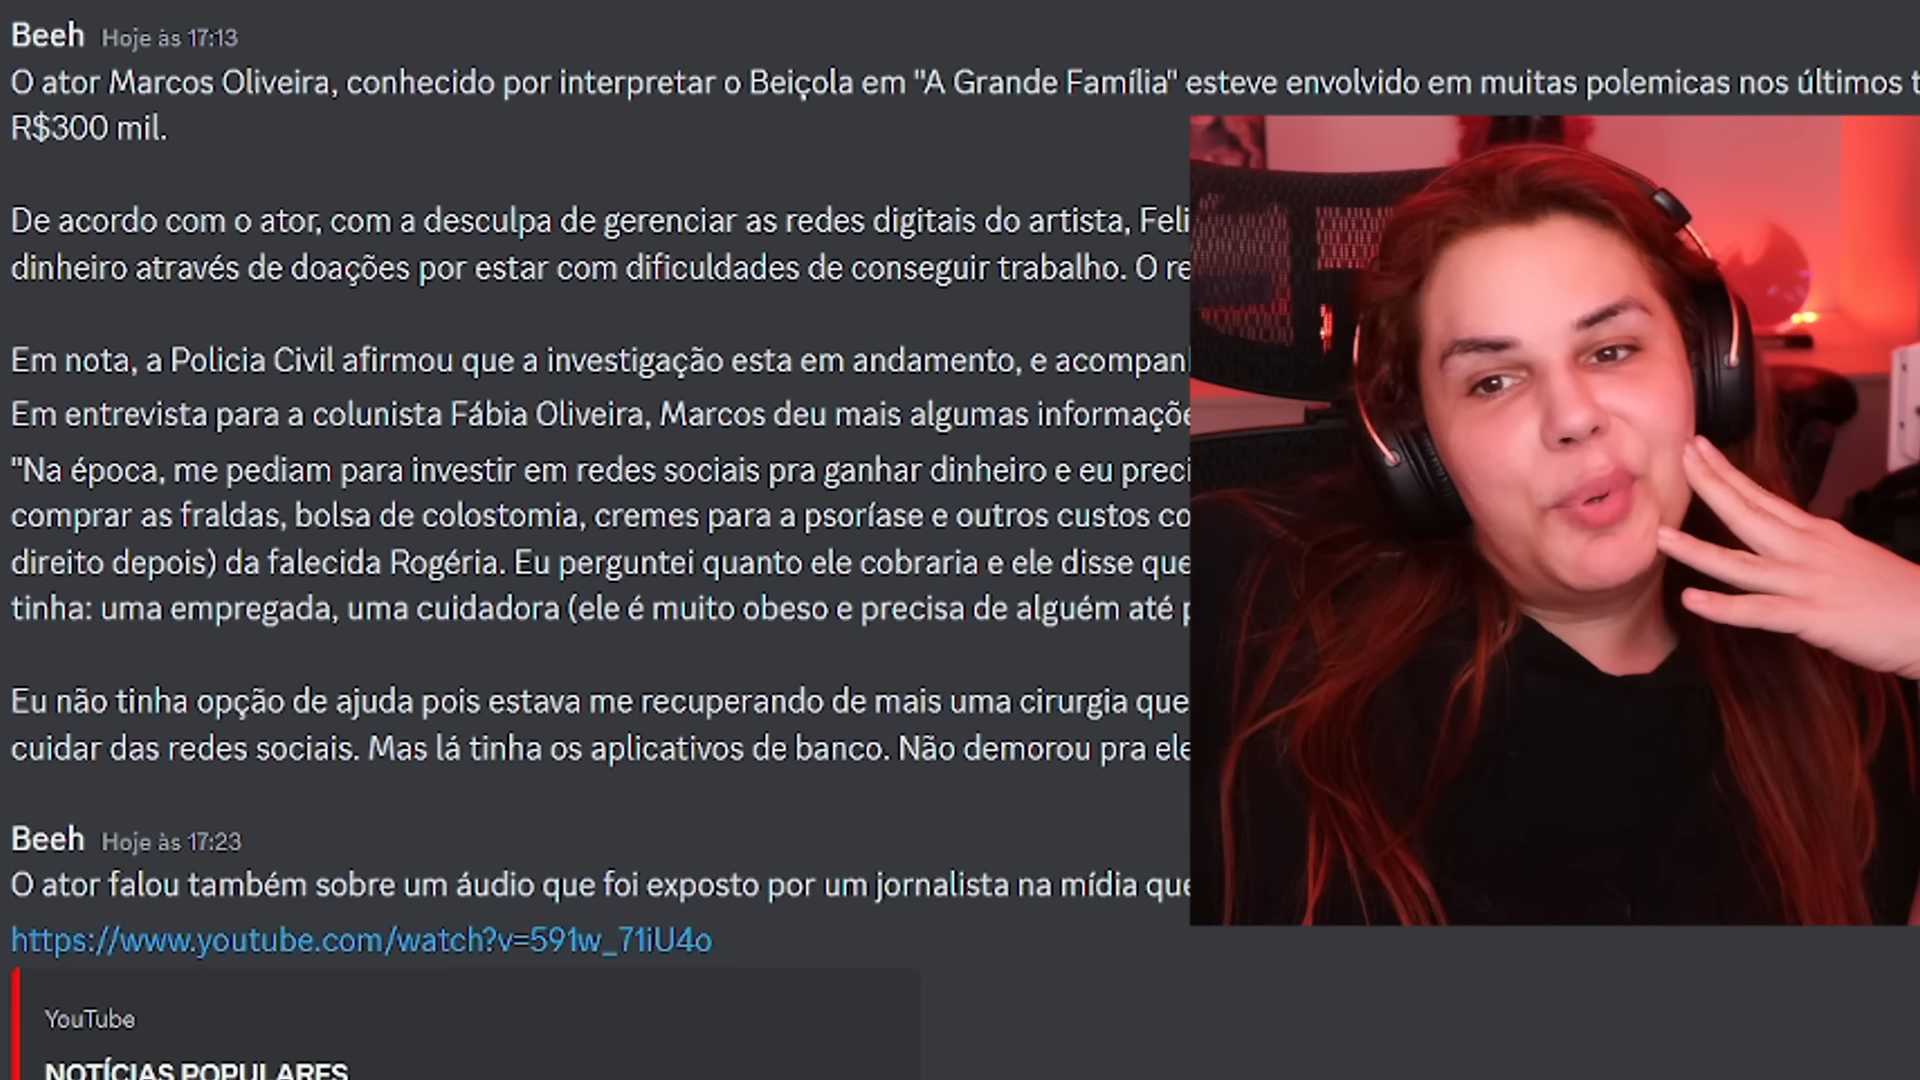 Beeh Hoje às 17:13
O ator Marcos Oliveira, conhecido por interpretar o Beiçola em "A Grande Família" esteve envolvido em muitas polemicas nos últimos
R$300 mil.
De acordo com o ator, com a desculpa de gerenciar as redes digitais do artista,
dinheiro através de doações por estar com dificuldades de conseguir trabalho. O
Em nota, a Policia Civil afirmou que a investigação esta em andamento, e
Em entrevista para a colunista Fábia Oliveira, Marcos deu mais algumas
"Na época, me pediam para investir em redes sociais pra ganhar dinheiro e eu
comprar as fraldas, bolsa de colostomia, cremes para a psoríase e outros custos
direito depois) da falecida Rogéria. Eu perguntei quanto ele cobraria e ele disse que
tinha: uma empregada, uma cuidadora (ele é muito obeso e precisa de alguém até
Eu não tinha opção de ajuda pois estava me recuperando de mais uma cirurgia que
cuidar das redes sociais. Mas lá tinha os aplicativos de banco. Não demorou pra ele
Beeh Hoje às 17:23
O ator falou também sobre um áudio que foi exposto por um jornalista na mídia que
https://www.youtube.com/watch?v=591w_71iU4o
YouTube
NOTÍCIAS POPULARES